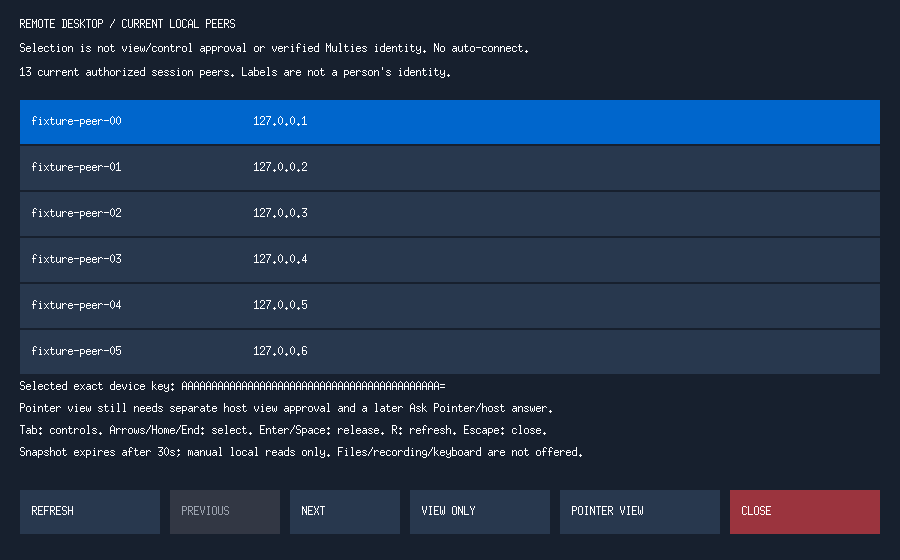 REMOTE DESKTOP / CURRENT LOCAL PEERS
Selection is not view/control approval or verified Multies identity. No auto-connect.
13 current authorized session peers. Labels are not a person's identity.
fixture-peer-00 127.0.0.1
fixture-peer-01 127.0.0.2
fixture-peer-02 127.0.0.3
fixture-peer-03 127.0.0.4
fixture-peer-04 127.0.0.5
fixture-peer-05 127.0.0.6
Selected exact device key: AAAAAAAAAAAAAAAAAAAAAAAAAAAAAAAAAAAAAAAAAAA=
Pointer view still needs separate host view approval and a later Ask Pointer/host answer.
Tab: controls. Arrows/Home/End: select. Enter/Space: release. R: refresh. Escape: close.
Snapshot expires after 30s; manual local reads only. Files/recording/keyboard are not offered.
REFRESH PREVIOUS NEXT VIEW ONLY POINTER VIEW CLOSE